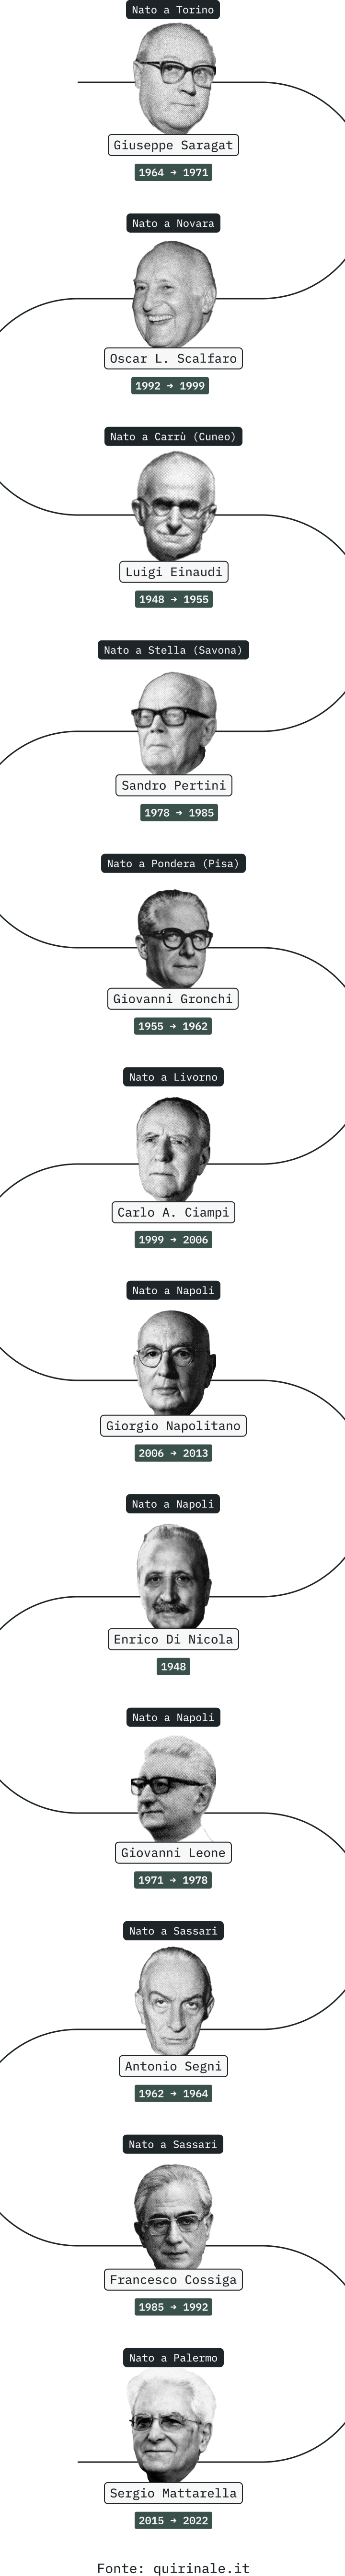 Nato a Torino
Giuseppe Saragat
1964 → 1971
Nato a Novara
Oscar L. Scalfaro
1992 → 1999
Nato a Carrù (Cuneo)
Luigi Einaudi
1948 → 1955
Nato a Stella (Savona)
Sandro Pertini
1978 → 1985
Nato a Pondera (Pisa)
Giovanni Gronchi
1955 → 1962
Nato a Livorno
Carlo A. Ciampi
1999 → 2006
Nato a Napoli
Giorgio Napolitano
2006 → 2013
Nato a Napoli
Enrico Di Nicola
1948
Nato a Napoli
Giovanni Leone
1971 → 1978
Nato a Sassari
Antonio Segni
1962 → 1964
Nato a Sassari
Francesco Cossiga
1985 → 1992
Nato a Palermo
Sergio Mattarella
2015 → 2022
Fonte: quirinale.it